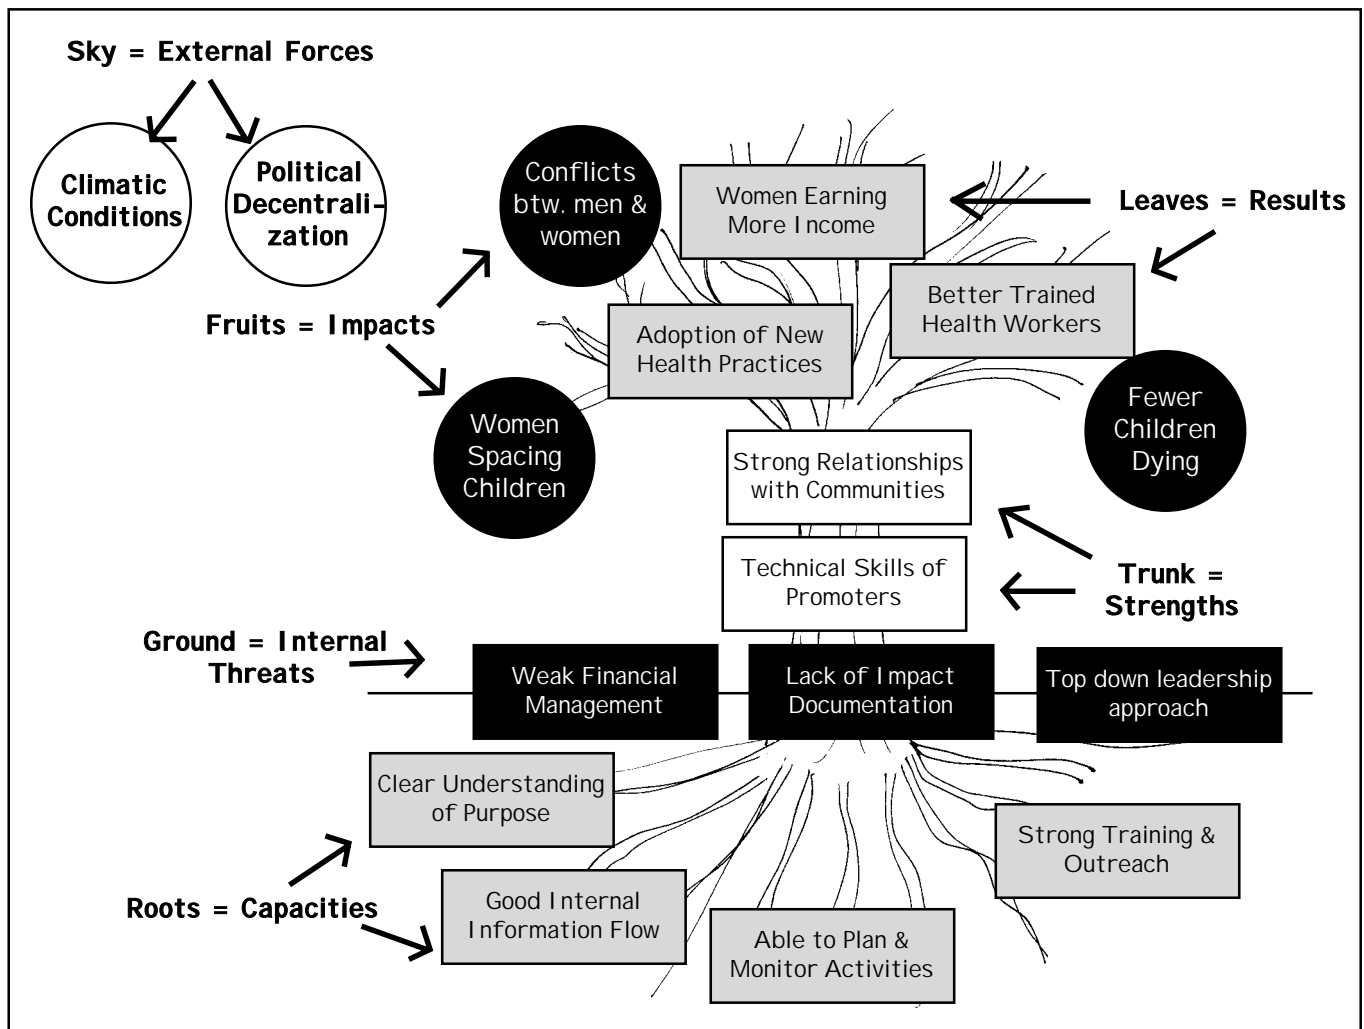 Sky = External Forces
Climatic
Conditions
Political
Decentrali-
zation
Conflicts
btw. men &
women
Women Earning
More Income
Leaves = Results
Better Trained
Health Workers
Fruits = Impacts
Adoption of New
Health Practices
Women
Spacing
Children
Fewer
Children
Dying
Strong Relationships
with Communities
Technical Skills of
Promoters
Trunk =
Strengths
Ground = Internal
Threats
Weak Financial
Management
Lack of Impact
Documentation
Top down leadership
approach
Clear Understanding
of Purpose
Strong Training &
Outreach
Roots = Capacities
Good Internal
Information Flow
Able to Plan &
Monitor Activities